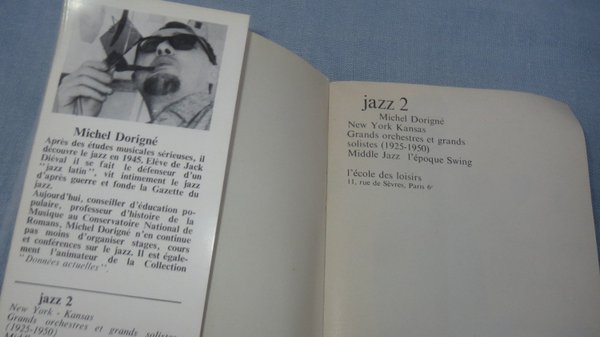 Michel Dorigné
Après des études musicales sérieuses, il
découvre le jazz en 1945. Elève de Jack
Diéval il se fait le défenseur d'un
"jazz latin", vit intimement le jazz
d'après guerre et fonde la Gazette du
jazz.
Aujourd'hui, conseiller d'éducation po-
pulaire, professeur d'histoire de la
Musique au Conservatoire National de
Romans, Michel Dorigné n'en continue
pas moins d'organiser stages, cours
et conférences sur le jazz. Il est égale-
ment l'animateur de la Collection
"Données actuelles".
jazz 2
New York - Kansas
Grands orchestres et grands solistes
(1925-1950)
jazz 2
Michel Dorigné
New York Kansas
Grands orchestres et grands
solistes (1925-1950)
Middle Jazz l'époque Swing
l'école des loisirs
11, rue de Sèvres, Paris 6e